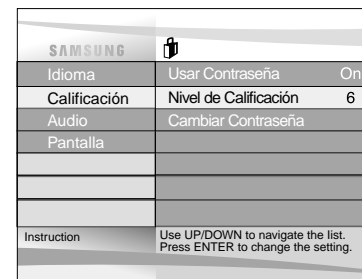 SAMSUNG
Idioma
Usar Contraseña On
Calificación
Nivel de Calificación 6
Audio
Cambiar Contraseña
Pantalla
Instruction
Use UP/DOWN to navigate the list.
Press ENTER to change the setting.